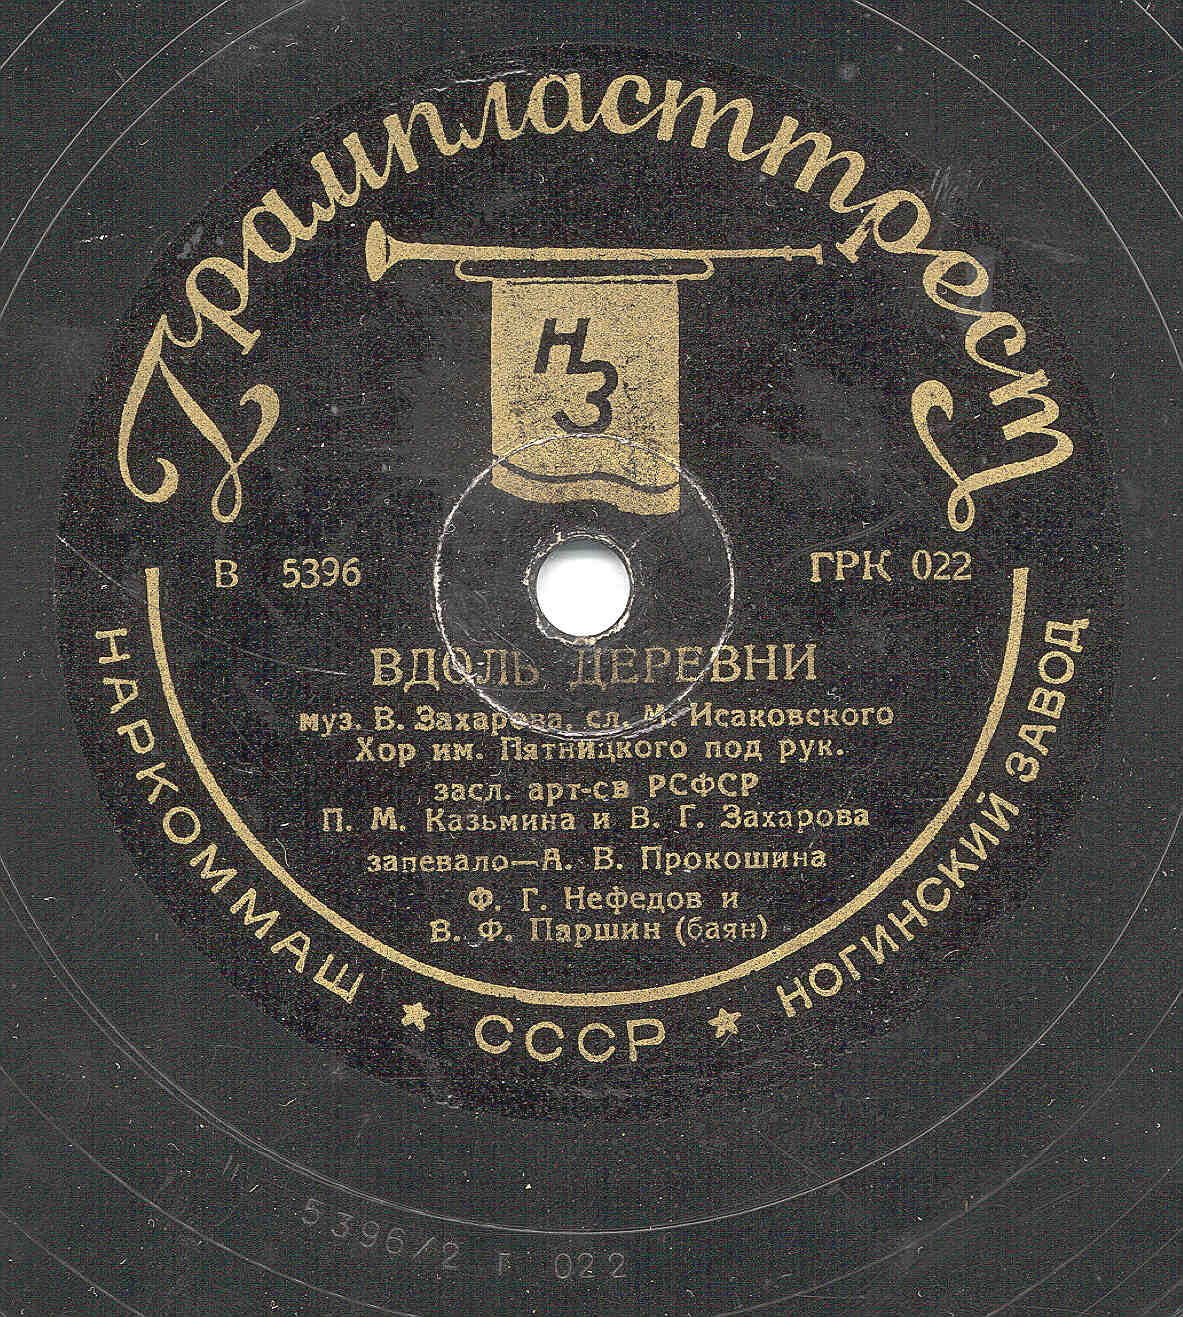 Грампласттрест
НЗ
В 5396
ГРК 022
ВДОЛЬ ДЕРЕВНИ
муз. В. Захарова, сл. М. Исаковского
Хор им. Пятницкого под рук.
засл. арт-св РСФСР
П. М. Казьмина и В. Г. Захарова
запевало—А. В. Прокошина
Ф. Г. Нефедов и
В. Ф. Паршин (баян)
НАРКОММАШ ★ СССР ★ НОГИНСКИЙ ЗАВОД
5396/2 Г 022